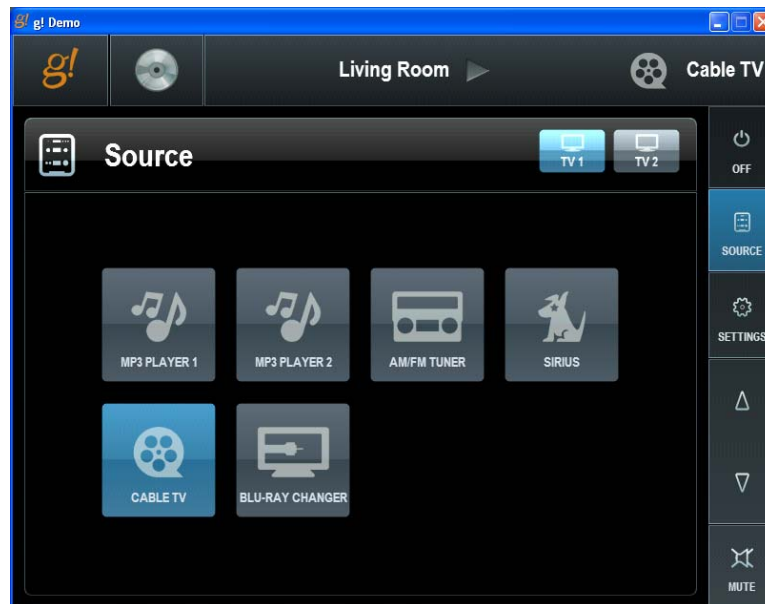 g! g! Demo
g!
Living Room
Cable TV
Source
TV 1
TV 2
OFF
SOURCE
SETTINGS
MP3 PLAYER 1
MP3 PLAYER 2
AM/FM TUNER
SIRIUS
CABLE TV
BLU-RAY CHANGER
MUTE